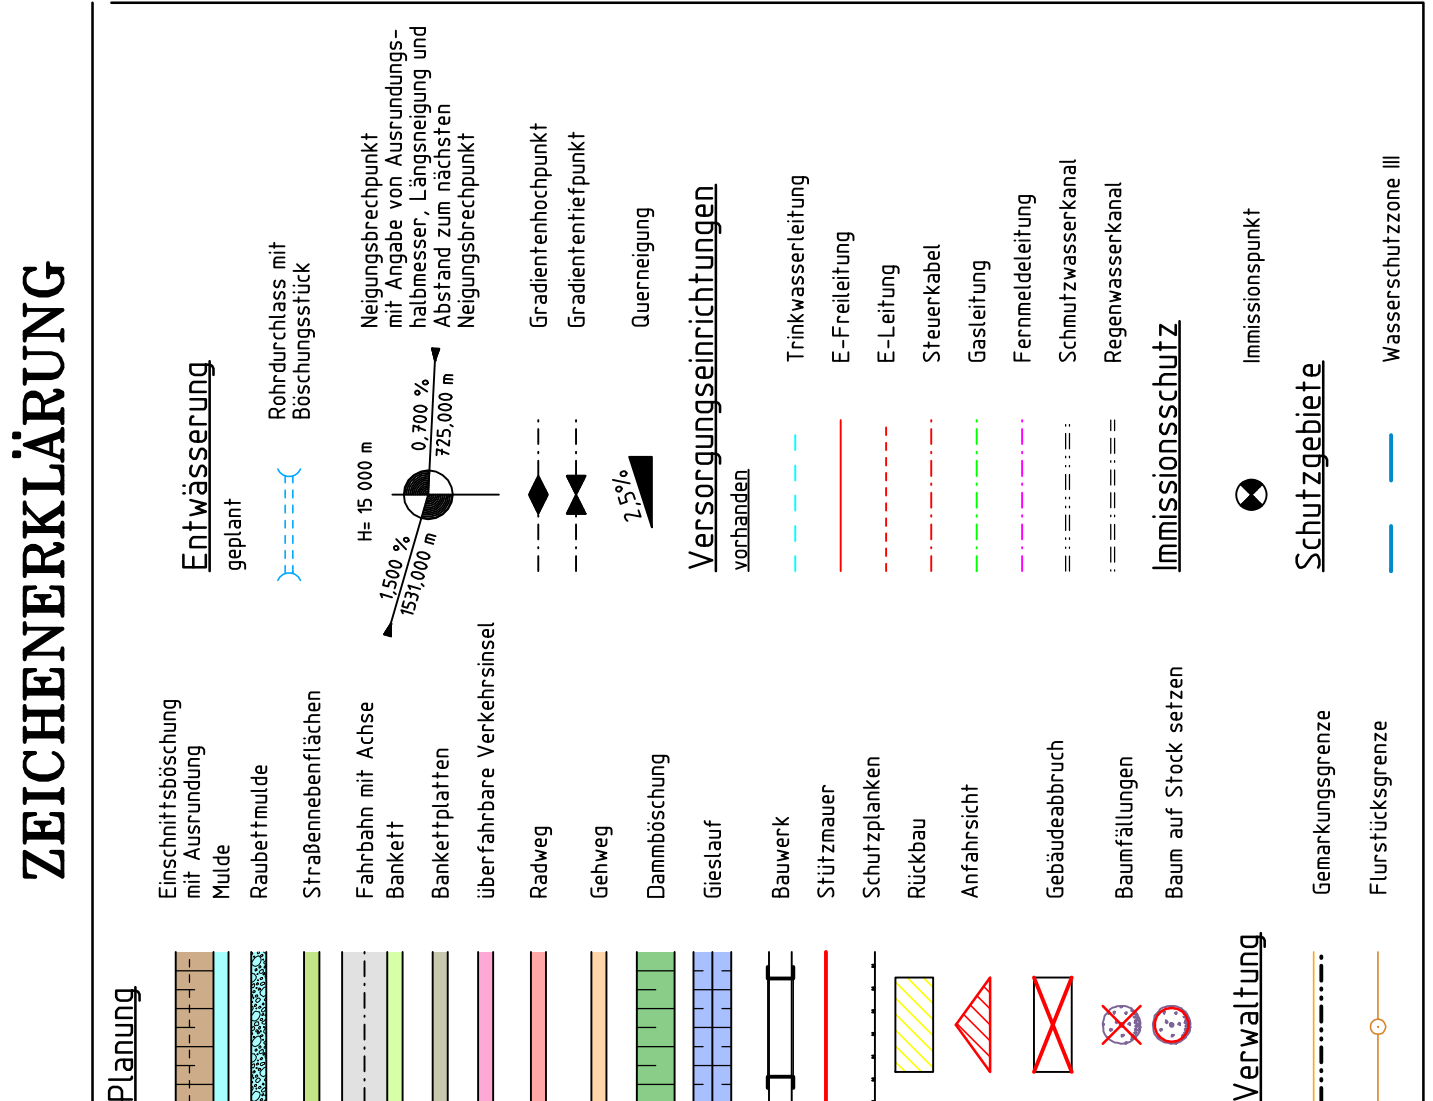 ZEICHENERKLÄRUNG
Planung
Einschnittsböschung
mit Ausrundung
Mulde
Raubettmulde
Straßennebenflächen
Fahrbahn mit Achse
Bankett
Bankettplatten
überfahrbare Verkehrsinsel
Radweg
Gehweg
Dammböschung
Gieslauf
Bauwerk
Stützmauer
Schutzplanken
Rückbau
Anfahrsicht
Gebäudeabbruch
Baumfällungen
Baum auf Stock setzen
Verwaltung
Gemarkungsgrenze
Flurstücksgrenze
Entwässerung
geplant
Rohrdurchlass mit
Böschungsstück
H= 15 000 m
1,500 %
1531,000 m
0,700 %
725,000 m
Neigungsbrechpunkt
mit Angabe von Ausrundungs-
halbmesser, Längsneigung und
Abstand zum nächsten
Neigungsbrechpunkt
Gradientenhochpunkt
Gradiententiefpunkt
2,5%
Querneigung
Versorgungseinrichtungen
vorhanden
Trinkwasserleitung
E-Freileitung
E-Leitung
Steuerkabel
Gasleitung
Fernmeldeleitung
Schmutzwasserkanal
Regenwasserkanal
Immissionsschutz
Immissionspunkt
Schutzgebiete
Wasserschutzzone III